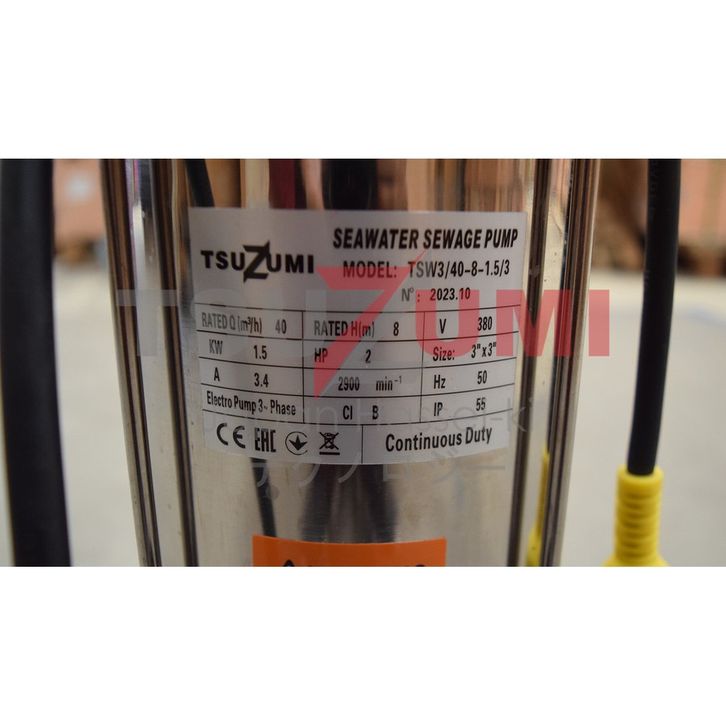 TSUZUMI
SEAWATER SEWAGE PUMP
MODEL: TSW3/40-8-1.5/3
N°: 2023.10
RATED Q (m³/h) 40 RATED H(m) 8 V 380
KW 1.5 HP 2 Size: 3"x3"
A 3.4 2900 min⁻¹ Hz 50
Electro Pump 3~Phase Cl B IP 55
CE EAC Continuous Duty
TSUZUMI